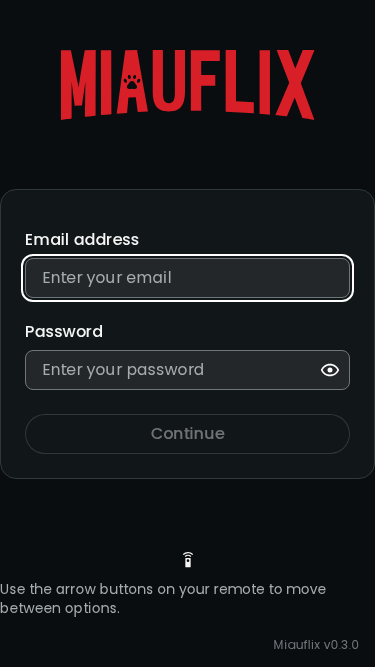 MIAUFLIX
Email address
Enter your email
Password
Enter your password
Continue
Use the arrow buttons on your remote to move
between options.
Miauflix v0.3.0